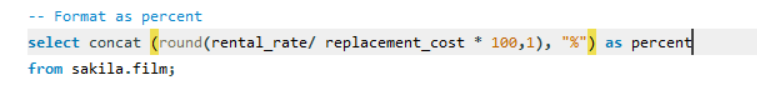 -- Format as percent
select concat (round(rental_rate/ replacement_cost * 100,1), "%") as percent
from sakila.film;